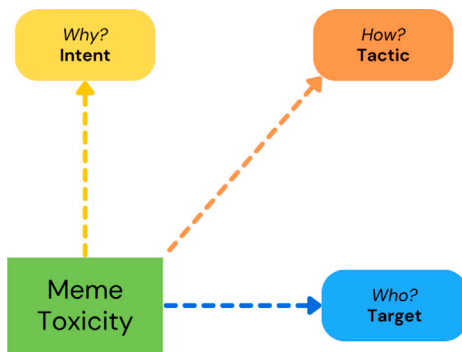 Why?
Intent
How?
Tactic
Meme
Toxicity
Who?
Target